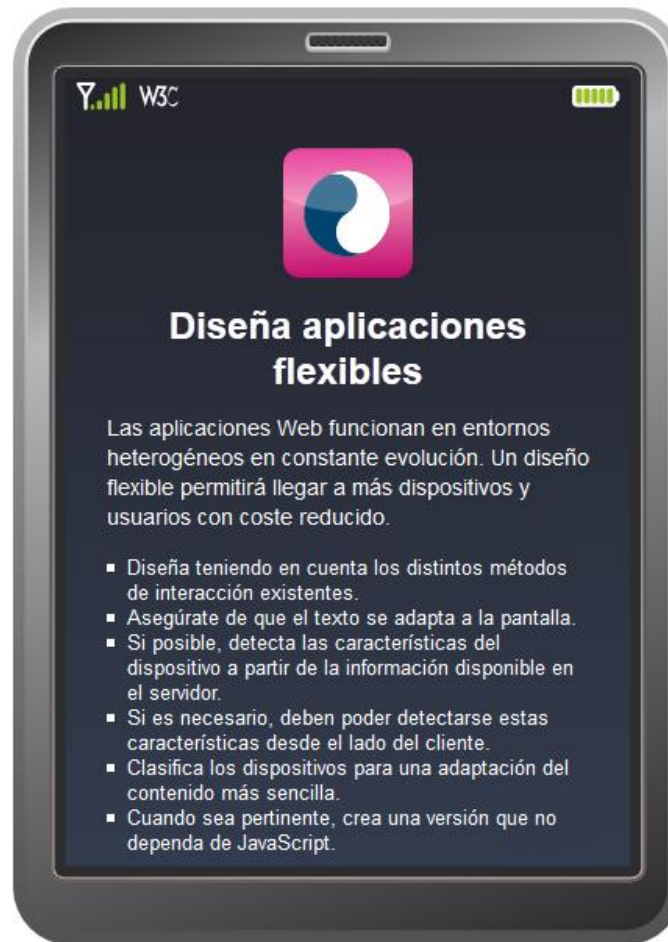 W3C
Diseña aplicaciones
flexibles
Las aplicaciones Web funcionan en entornos
heterogéneos en constante evolución. Un diseño
flexible permitirá llegar a más dispositivos y
usuarios con coste reducido.
Diseña teniendo en cuenta los distintos métodos
de interacción existentes.
Asegúrate de que el texto se adapta a la pantalla.
Si posible, detecta las características del
dispositivo a partir de la información disponible en
el servidor.
Si es necesario, deben poder detectarse estas
características desde el lado del cliente.
Clasifica los dispositivos para una adaptación del
contenido más sencilla.
Cuando sea pertinente, crea una versión que no
dependa de JavaScript.